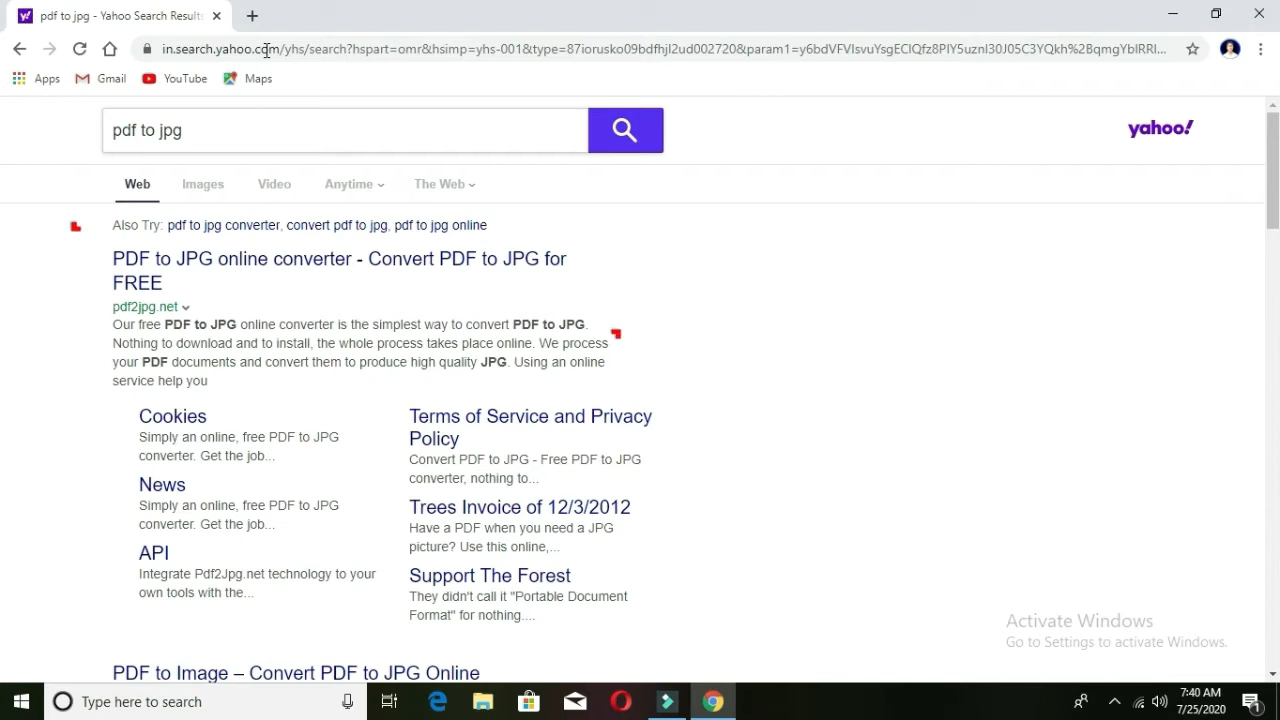 pdf to jpg - Yahoo Search Results
in.search.yahoo.com/yhs/search?hspart=omr&hsimp=yhs-001&type=87iorusko09bdfhjl2ud002720&param1=
Apps Gmail YouTube Maps
pdf to jpg
yahoo!
Web Images Video Anytime The Web
Also Try: pdf to jpg converter, convert pdf to jpg, pdf to jpg online
PDF to JPG online converter - Convert PDF to JPG for
FREE
pdf2jpg.net
Our free PDF to JPG online converter is the simplest way to convert PDF to JPG.
Nothing to download and to install, the whole process takes place online. We process
your PDF documents and convert them to produce high quality JPG. Using an online
service help you
Cookies
Simply an online, free PDF to JPG
converter. Get the job...
News
Simply an online, free PDF to JPG
converter. Get the job...
API
Integrate Pdf2Jpg.net technology to your
own tools with the...
Terms of Service and Privacy
Policy
Convert PDF to JPG - Free PDF to JPG
converter, nothing to...
Trees Invoice of 12/3/2012
Have a PDF when you need a JPG
picture? Use this online,...
Support The Forest
They didn't call it "Portable Document
Format" for nothing....
PDF to Image – Convert PDF to JPG Online
Activate Windows
Go to Settings to activate Windows.
Type here to search
7:40 AM
7/25/2020
1